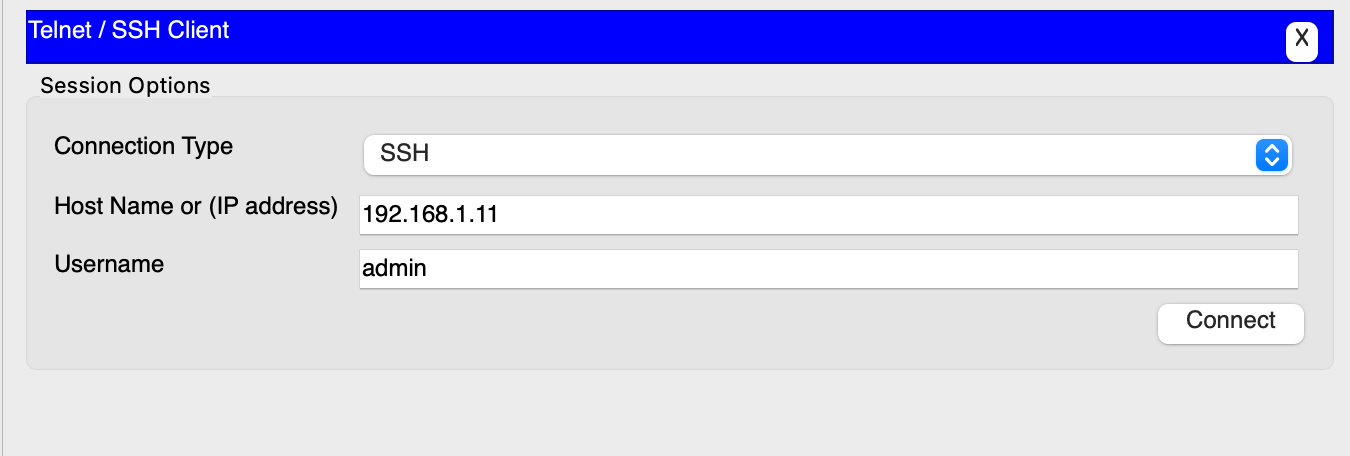 Telnet / SSH Client
X
Session Options
Connection Type
SSH
Host Name or (IP address)
192.168.1.11
Username
admin
Connect